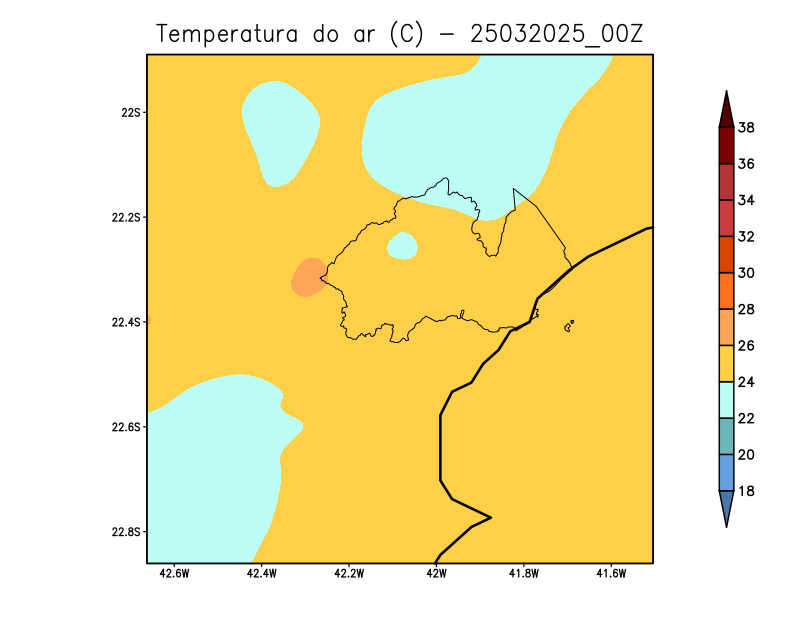 Temperatura do ar (C) - 25032025_00Z
22S
22.2S
22.4S
22.6S
22.8S
42.6W
42.4W
42.2W
42W
41.8W
41.6W
38
36
34
32
30
28
26
24
22
20
18